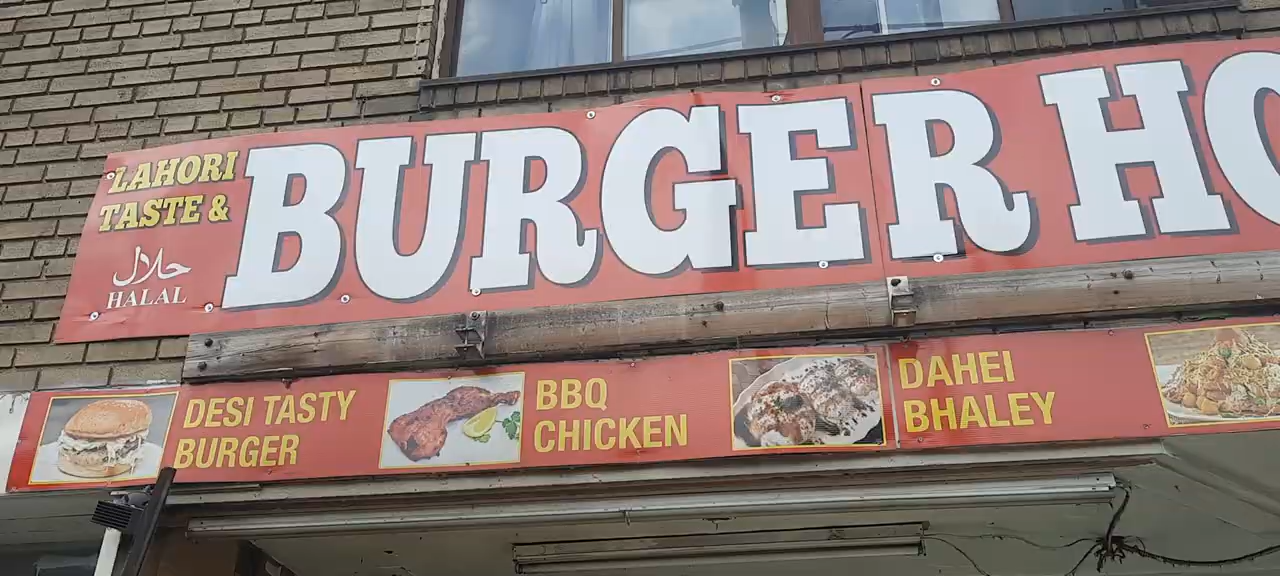 LAHORI
TASTE &
حلال
HALAL
BURGER HO
DESI TASTY
BURGER
BBQ
CHICKEN
DAHEI
BHALEY